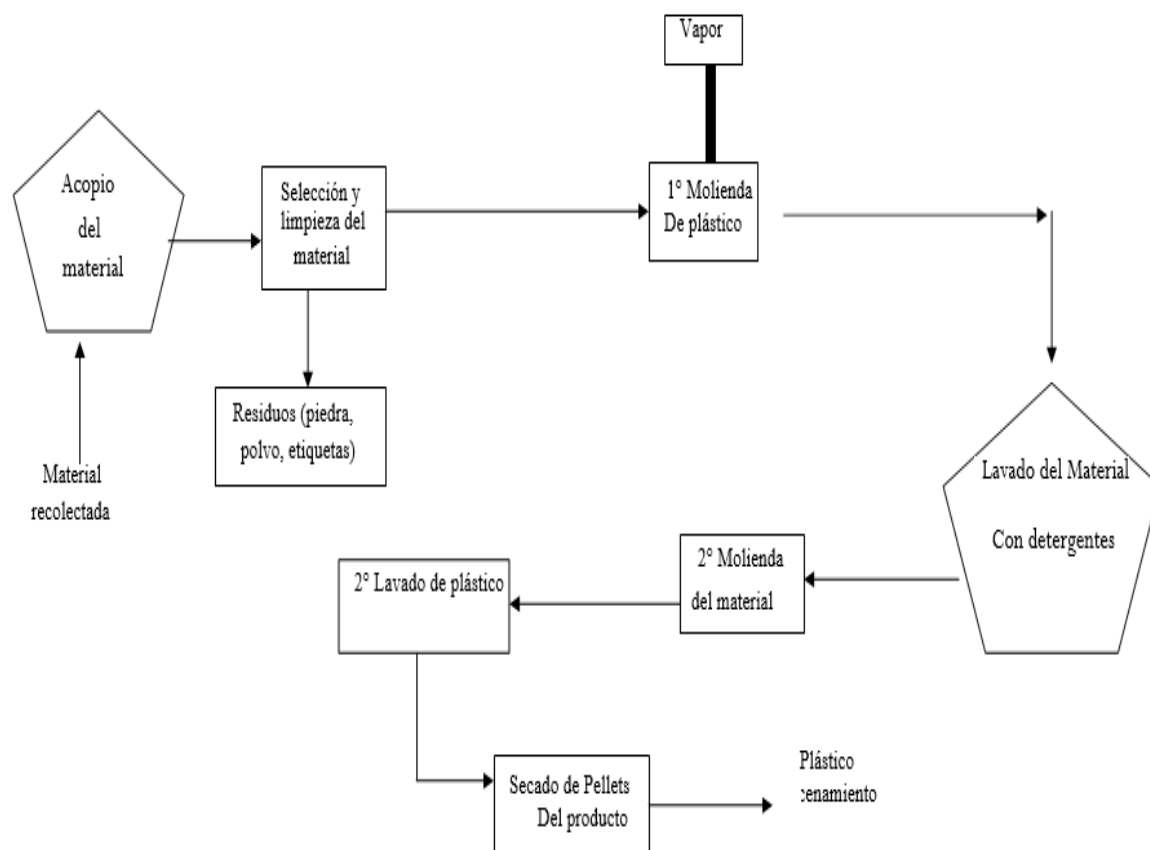 Vapor
Acopio
del
material
Selección y
limpieza del
material
1° Molienda
De plástico
Residuos (piedra,
polvo, etiquetas)
Material
recolectada
Lavado del Material
Con detergentes
2° Molienda
del material
2° Lavado de plástico
Secado de Pellets
Del producto
Plástico